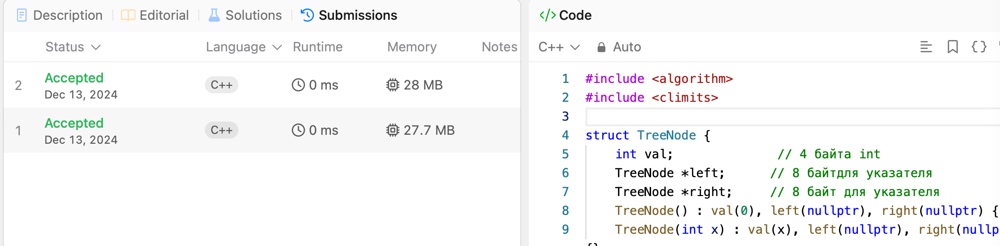 Description Editorial Solutions Submissions
Status Language Runtime Memory Notes
2 Accepted C++ 0 ms 28 MB
Dec 13, 2024
1 Accepted C++ 0 ms 27.7 MB
Dec 13, 2024
</> Code
C++ Auto {}
1 #include <algorithm>
2 #include <climits>
3
4 struct TreeNode {
5 int val; // 4 байта int
6 TreeNode *left; // 8 байтдля указателя
7 TreeNode *right; // 8 байт для указателя
8 TreeNode() : val(0), left(nullptr), right(nullptr) {
9 TreeNode(int x) : val(x), left(nullptr), right(nullp
{}